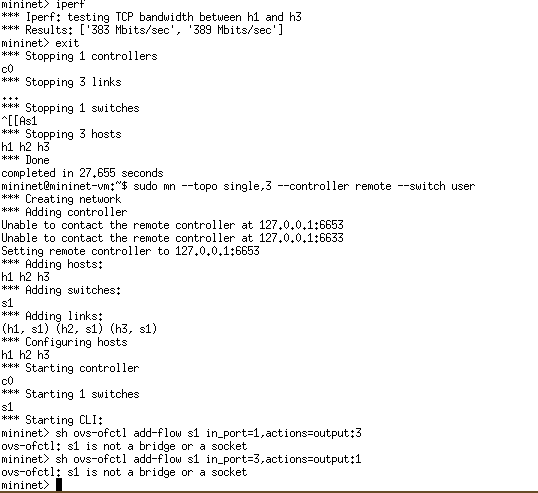 mininet> iperf
*** Iperf: testing TCP bandwidth between h1 and h3
*** Results: ['383 Mbits/sec', '389 Mbits/sec']
mininet> exit
*** Stopping 1 controllers
c0
*** Stopping 3 links
...
*** Stopping 1 switches
^[[As1
*** Stopping 3 hosts
h1 h2 h3
*** Done
completed in 27.655 seconds
mininet@mininet-vm:~$ sudo mn --topo single,3 --controller remote --switch user
*** Creating network
*** Adding controller
Unable to contact the remote controller at 127.0.0.1:6653
Unable to contact the remote controller at 127.0.0.1:6633
Setting remote controller to 127.0.0.1:6653
*** Adding hosts:
h1 h2 h3
*** Adding switches:
s1
*** Adding links:
(h1, s1) (h2, s1) (h3, s1)
*** Configuring hosts
h1 h2 h3
*** Starting controller
c0
*** Starting 1 switches
s1
*** Starting CLI:
mininet> sh ovs-ofctl add-flow s1 in_port=1,actions=output:3
ovs-ofctl: s1 is not a bridge or a socket
mininet> sh ovs-ofctl add-flow s1 in_port=3,actions=output:1
ovs-ofctl: s1 is not a bridge or a socket
mininet>